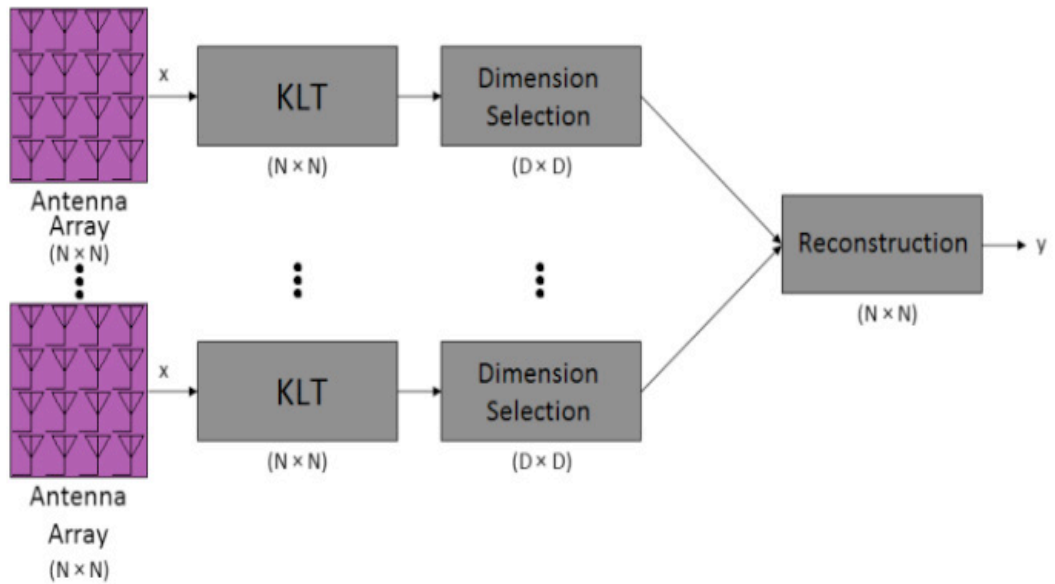 x
KLT
Dimension
Selection
(N × N)
(D × D)
Antenna
Array
(N × N)
Reconstruction
y
(N × N)
x
KLT
Dimension
Selection
(N × N)
(D × D)
Antenna
Array
(N × N)